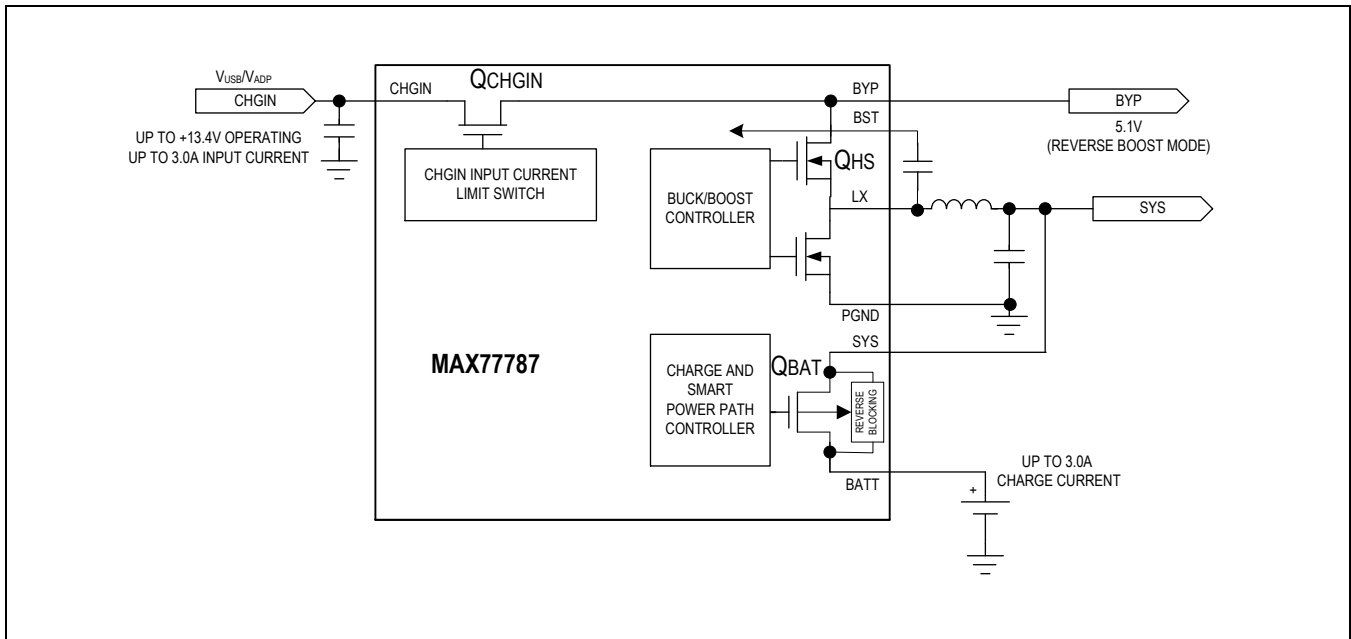 VUSB/VADP
CHGIN
UP TO +13.4V OPERATING
UP TO 3.0A INPUT CURRENT
CHGIN
QCHGIN
CHGIN INPUT CURRENT
LIMIT SWITCH
BYP
BST
BYP
5.1V
(REVERSE BOOST MODE)
BUCK/BOOST
CONTROLLER
QHS
LX
SYS
PGND
SYS
MAX77787
CHARGE AND
SMART
POWER PATH
CONTROLLER
QBAT
REVERSE
BLOCKING
BATT
UP TO 3.0A
CHARGE CURRENT
+